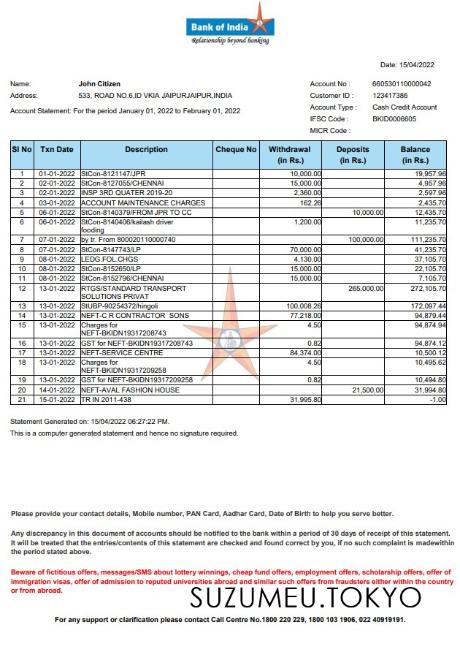 Bank of India
Relationship beyond banking
Date: 15/04/2022
Name: John Citizen Account No : 660530110000042
Address: 533, ROAD NO.6,ID VKIA JAIPURJAIPUR,INDIA Customer ID : 123417386
Account Statement: For the period January 01, 2022 to February 01, 2022 Account Type : Cash Credit Account
IFSC Code : BKID0006605
MICR Code :
Sl No Txn Date Description Cheque No Withdrawal (in Rs.) Deposits (in Rs.) Balance (in Rs.)
1 01-01-2022 StCon-8121147/JPR 10,000.00 19,957.96
2 02-01-2022 StCon-8127055/CHENNAI 15,000.00 4,957.96
3 02-01-2022 INSP 3RD QUATER 2019-20 2,360.00 2,597.96
4 03-01-2022 ACCOUNT MAINTENANCE CHARGES 162.26 2,435.70
5 06-01-2022 StCon-8140379/FROM JPR TO CC 10,000.00 12,435.70
6 06-01-2022 StCon-8140406/kailash driver 1,200.00 11,235.70
fooding
7 07-01-2022 by tr. From 800020110000740 100,000.00 111,235.70
8 07-01-2022 StCon-8147743/LP 70,000.00 41,235.70
9 08-01-2022 LEDG.FOL.CHGS 4,130.00 37,105.70
10 08-01-2022 StCon-8152650/LP 15,000.00 22,105.70
11 08-01-2022 StCon-8152796/CHENNAI 15,000.00 7,105.70
12 13-01-2022 RTGS/STANDARD TRANSPORT 265,000.00 272,105.70
SOLUTIONS PRIVAT
13 13-01-2022 StUBP-90254372/hingoli 100,008.26 172,097.44
14 13-01-2022 NEFT-C R CONTRACTOR SONS 77,218.00 94,879.44
15 13-01-2022 Charges for 4.50 94,874.94
NEFT-BKIDN19317208743
16 13-01-2022 GST for NEFT-BKIDN19317208743 0.82 94,874.12
17 13-01-2022 NEFT-SERVICE CENTRE 84,374.00 10,500.12
18 13-01-2022 Charges for 4.50 10,495.62
NEFT-BKIDN19317209258
19 13-01-2022 GST for NEFT-BKIDN19317209258 0.82 10,494.80
20 14-01-2022 NEFT-AVAL FASHION HOUSE 21,500.00 31,994.80
21 15-01-2022 TR IN 2011-438 31,995.80 -1.00
Statement Generated on: 15/04/2022 06:27:22 PM.
This is a computer generated statement and hence no signature required.
Please provide your contact details, Mobile number, PAN Card, Aadhar Card, Date of Birth to help you serve better.
Any discrepancy in this document of accounts should be notified to the bank within a period of 30 days of receipt of this statement.
It will be treated that the entries/contents of this statement are checked and found correct by you, if no such complaint is madewithin
the period stated above.
Beware of fictitious offers, messages/SMS about lottery winnings, cheap fund offers, employment offers, scholarship offers, offer of
immigration visas, offer of admission to reputed universities abroad and similar such offers from fraudsters either within the country
or from abroad.
SUZUMEU.TOKYO
For any support or clarification please contact Call Centre No.1800 220 229, 1800 103 1906, 022 40919191.